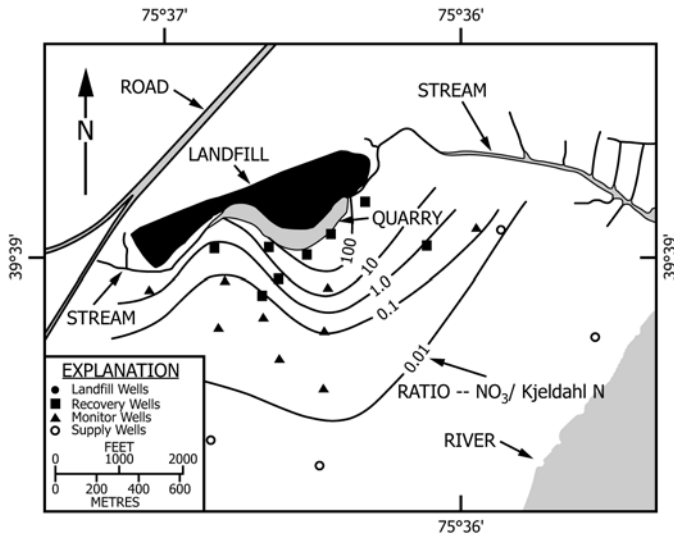 75°37'
75°36'
ROAD
STREAM
N
LANDFILL
QUARRY
39°39'
39°39'
100
10
1.0
0.1
STREAM
0.01
RATIO -- NO₃/ Kjeldahl N
RIVER
EXPLANATION
Landfill Wells
Recovery Wells
Monitor Wells
Supply Wells
FEET
0 1000 2000
0 200 400 600
METRES
75°36'